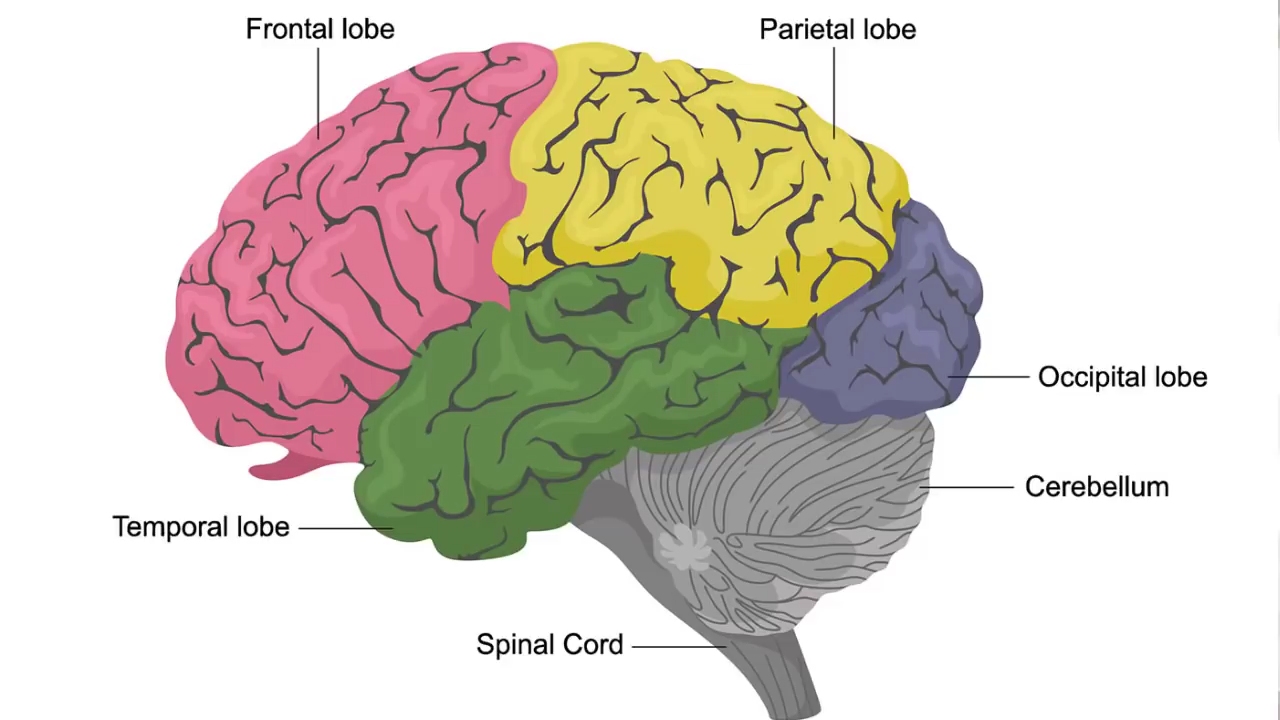 Frontal lobe
Parietal lobe
Occipital lobe
Cerebellum
Temporal lobe
Spinal Cord